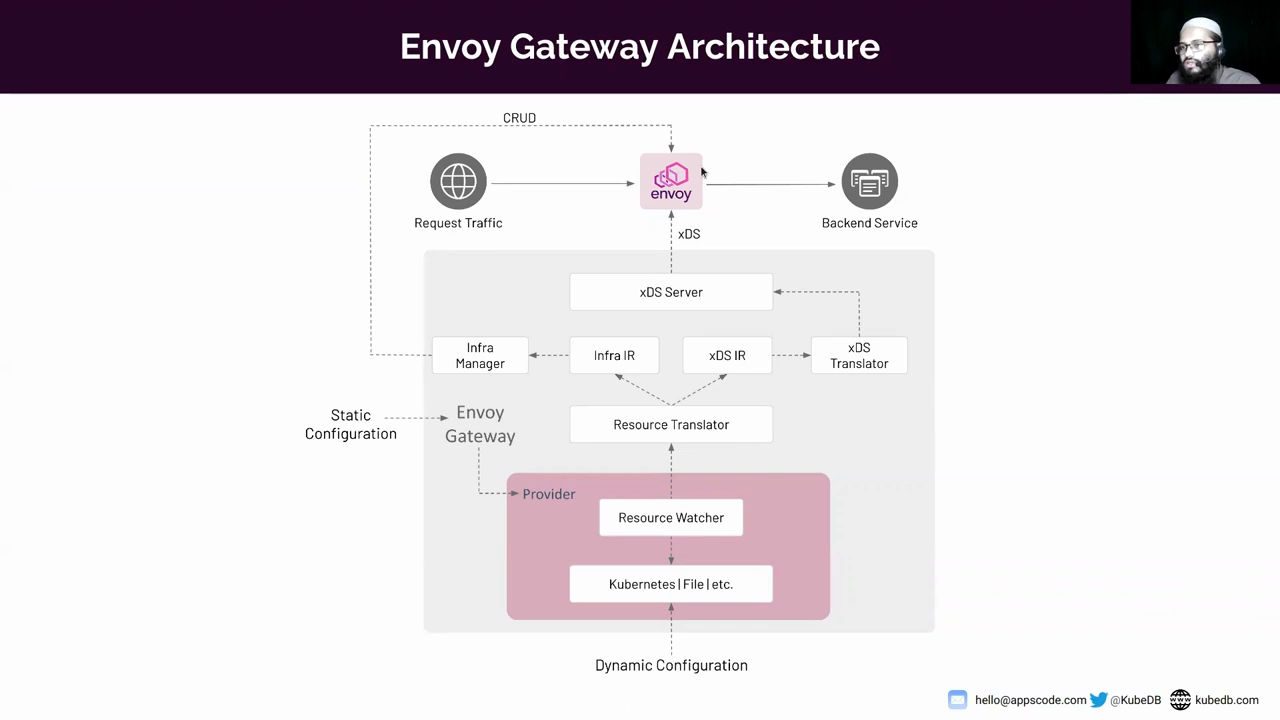 Envoy Gateway Architecture
CRUD
envoy
Request Traffic
Backend Service
xDS
xDS Server
Infra
Manager
Infra IR
xDS IR
xDS
Translator
Static
Configuration
Envoy
Gateway
Resource Translator
Provider
Resource Watcher
Kubernetes | File | etc.
Dynamic Configuration
hello@appscode.com @KubeDB kubedb.com